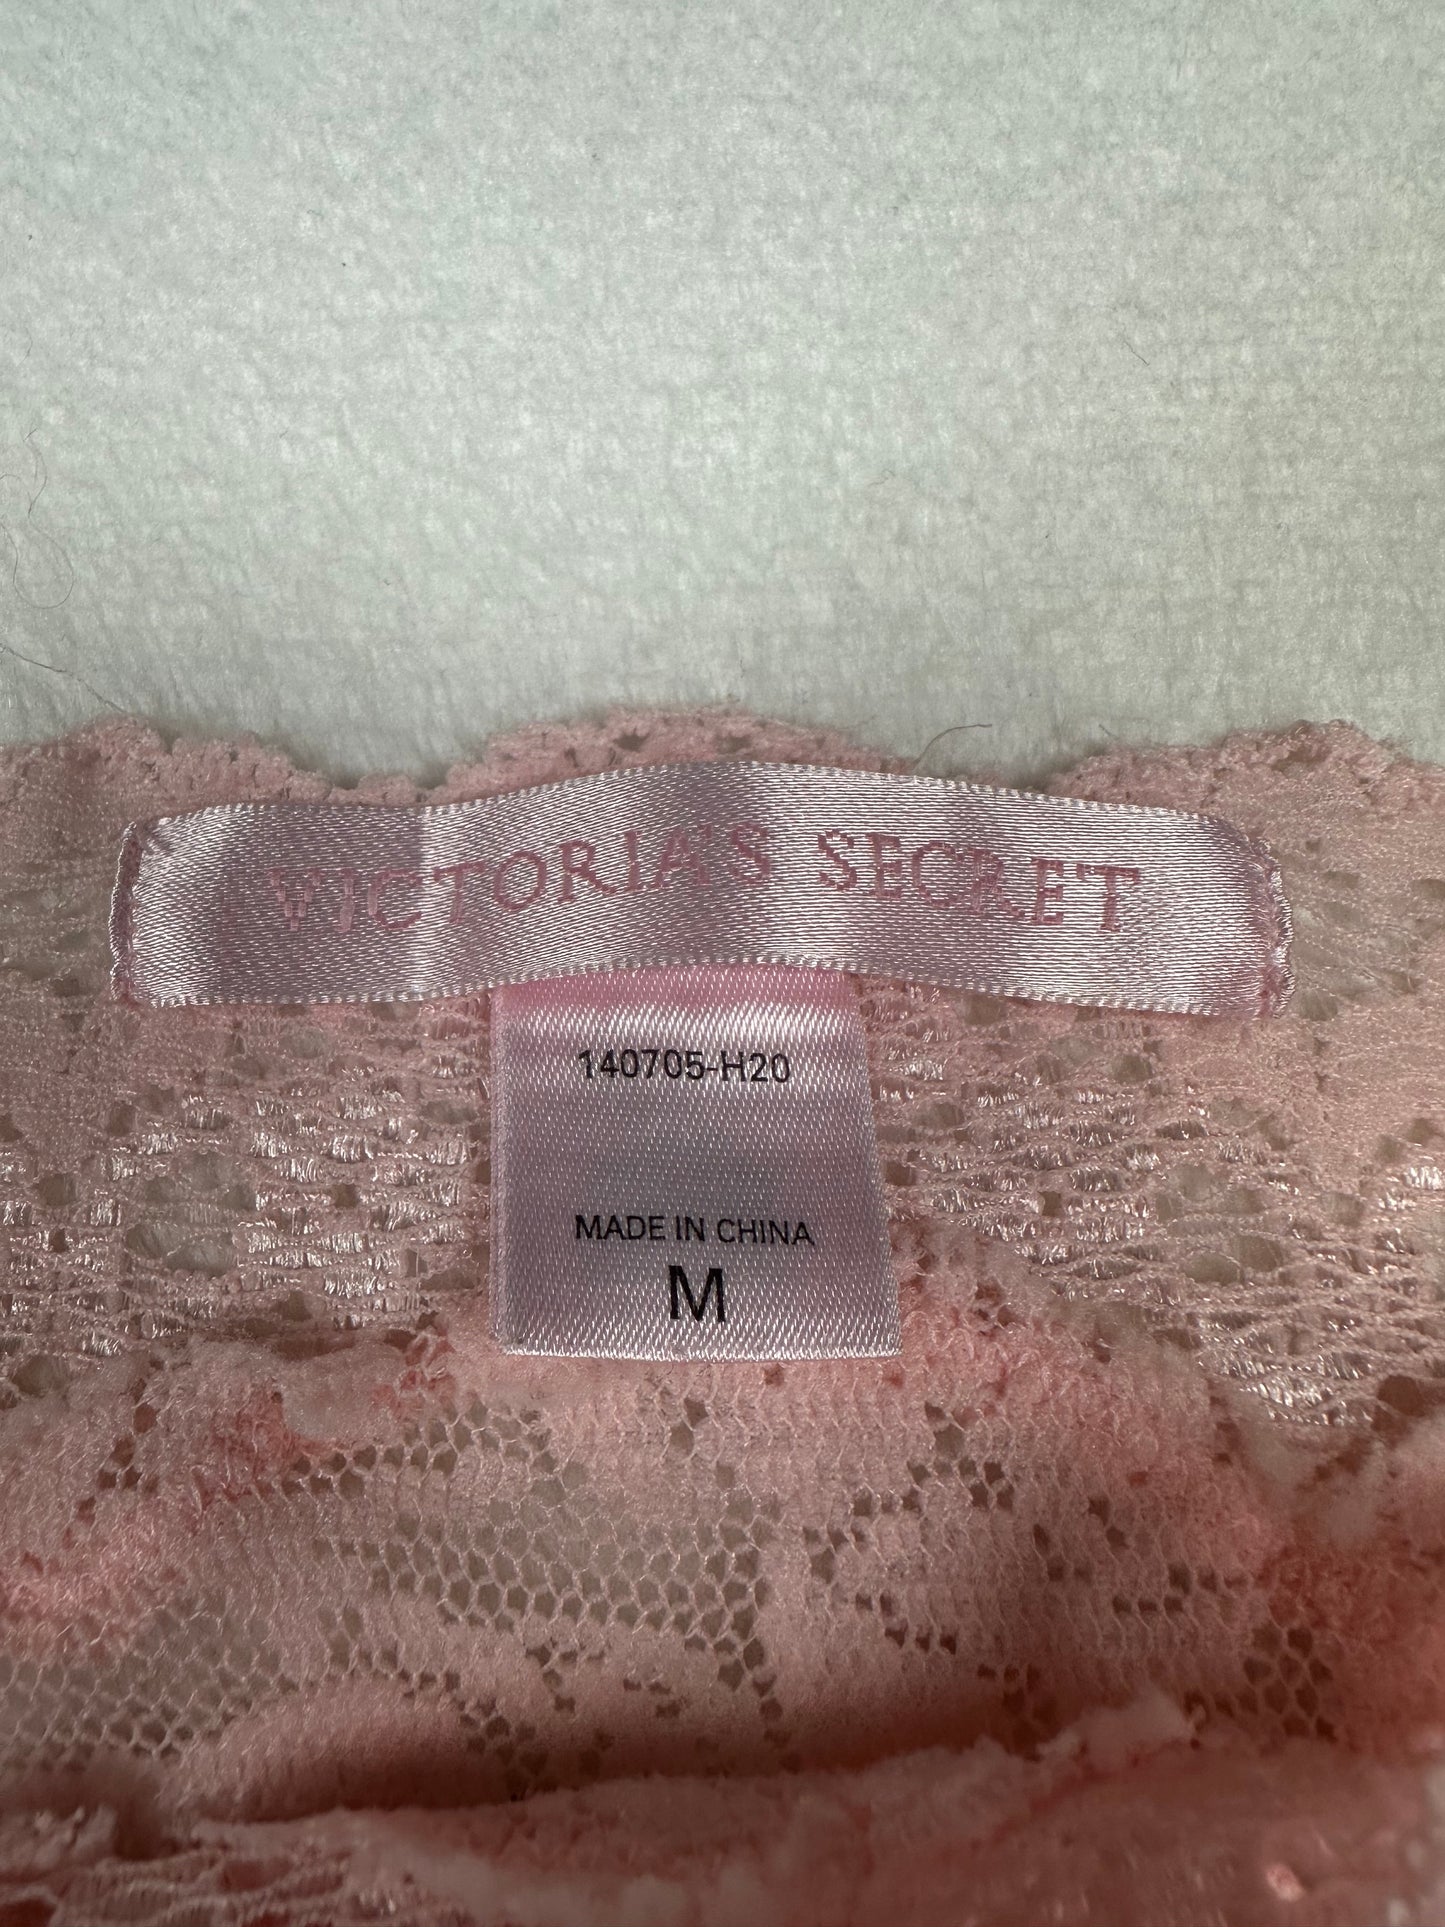 VICTORIA'S SECRET
140705-H20
MADE IN CHINA
M